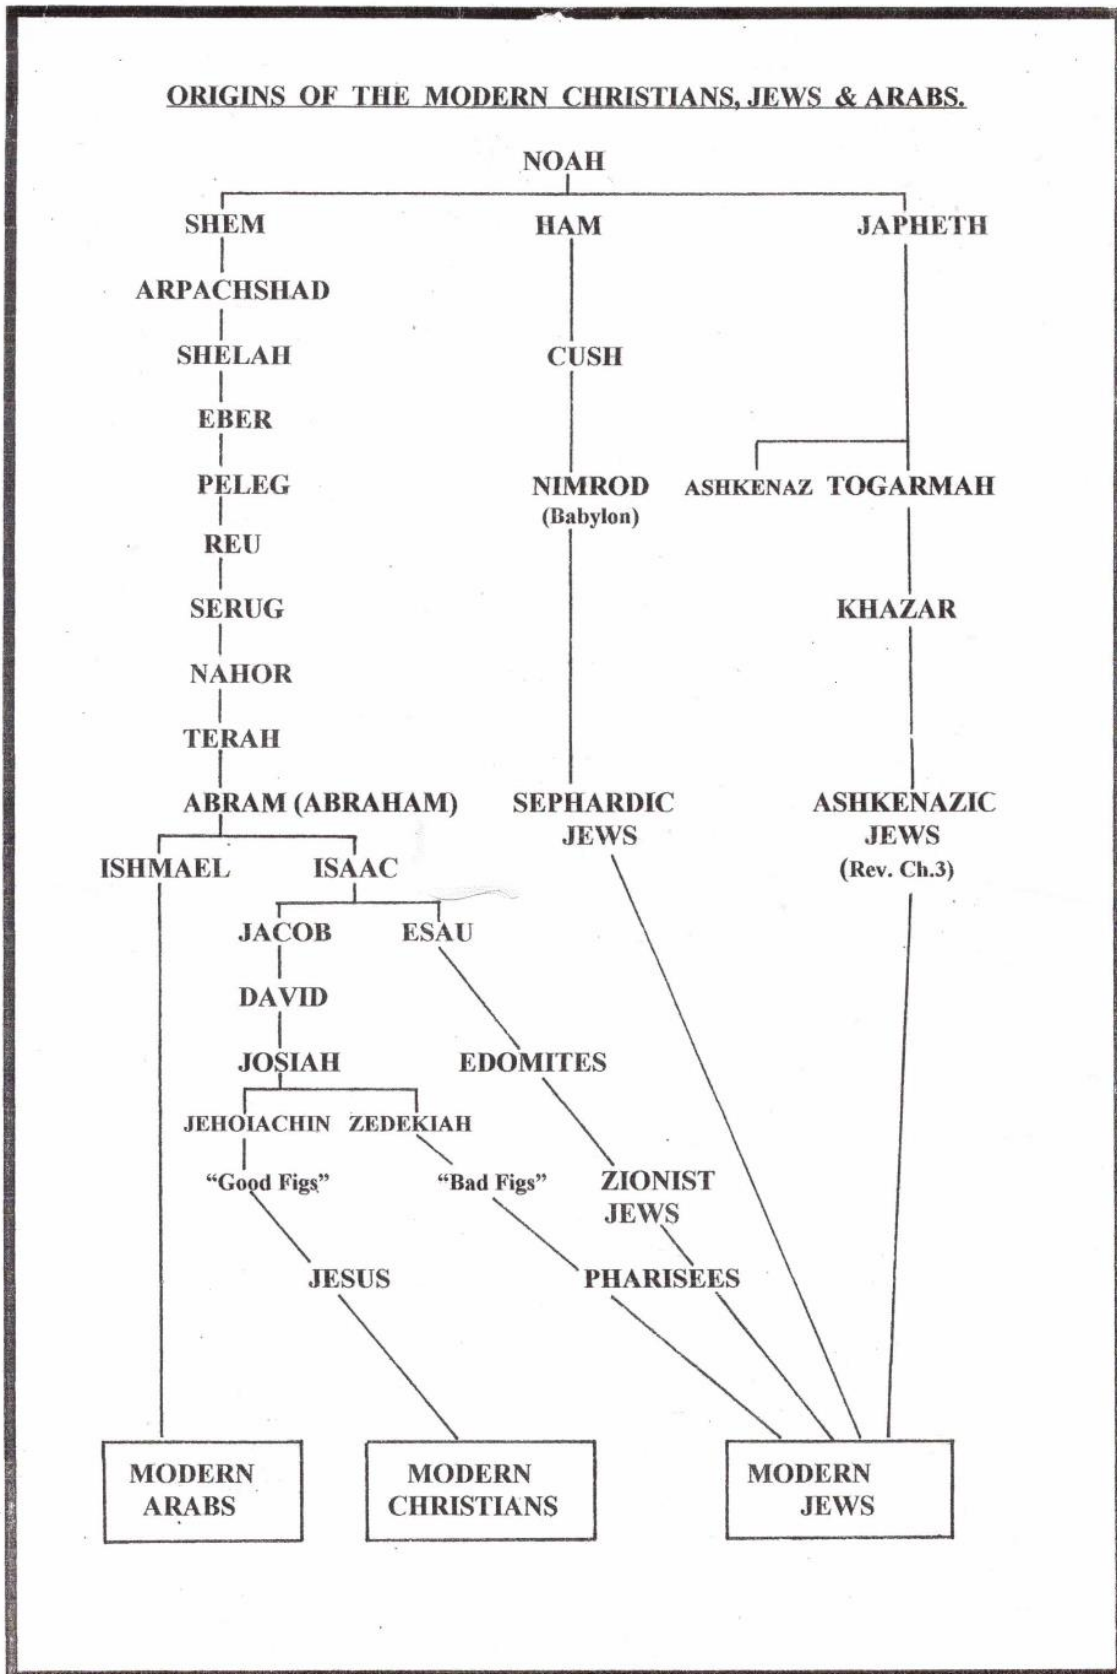 ORIGINS OF THE MODERN CHRISTIANS, JEWS & ARABS.
NOAH
SHEM HAM JAPHETH
ARPACHSHAD
SHELAH CUSH
EBER
PELEG NIMROD ASHKENAZ TOGARMAH
(Babylon)
REU
SERUG KHAZAR
NAHOR
TERAH
ABRAM (ABRAHAM) SEPHARDIC ASHKENAZIC
JEWS JEWS
ISHMAEL ISAAC (Rev. Ch.3)
JACOB ESAU
DAVID
JOSIAH EDOMITES
JEHOIACHIN ZEDEKIAH
“Good Figs” “Bad Figs” ZIONIST
JEWS
JESUS PHARISEES
MODERN MODERN MODERN
ARABS CHRISTIANS JEWS